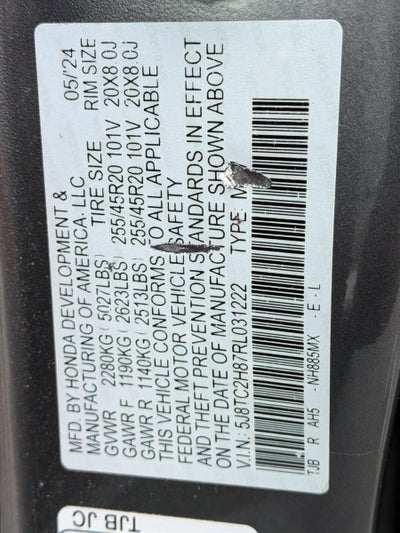 MFD. BY HONDA DEVELOPMENT & 05/'24
MANUFACTURING OF AMERICA, LLC TIRE SIZE RIM SIZE
GVWR 2280KG ( 5027LBS) 255/45R20 101V 20X8.0J
GAWR F 1190KG ( 2623LBS) 255/45R20 101V 20X8.0J
GAWR R 1140KG ( 2513LBS)
THIS VEHICLE CONFORMS TO ALL APPLICABLE
FEDERAL MOTOR VEHICLE SAFETY
AND THEFT PREVENTION STANDARDS IN EFFECT
ON THE DATE OF MANUFACTURE SHOWN ABOVE
V.I.N.: 5J8TC2H87RL031222 TYPE: M
TJB R AH5 - NH885MX - E - L
TJB JC